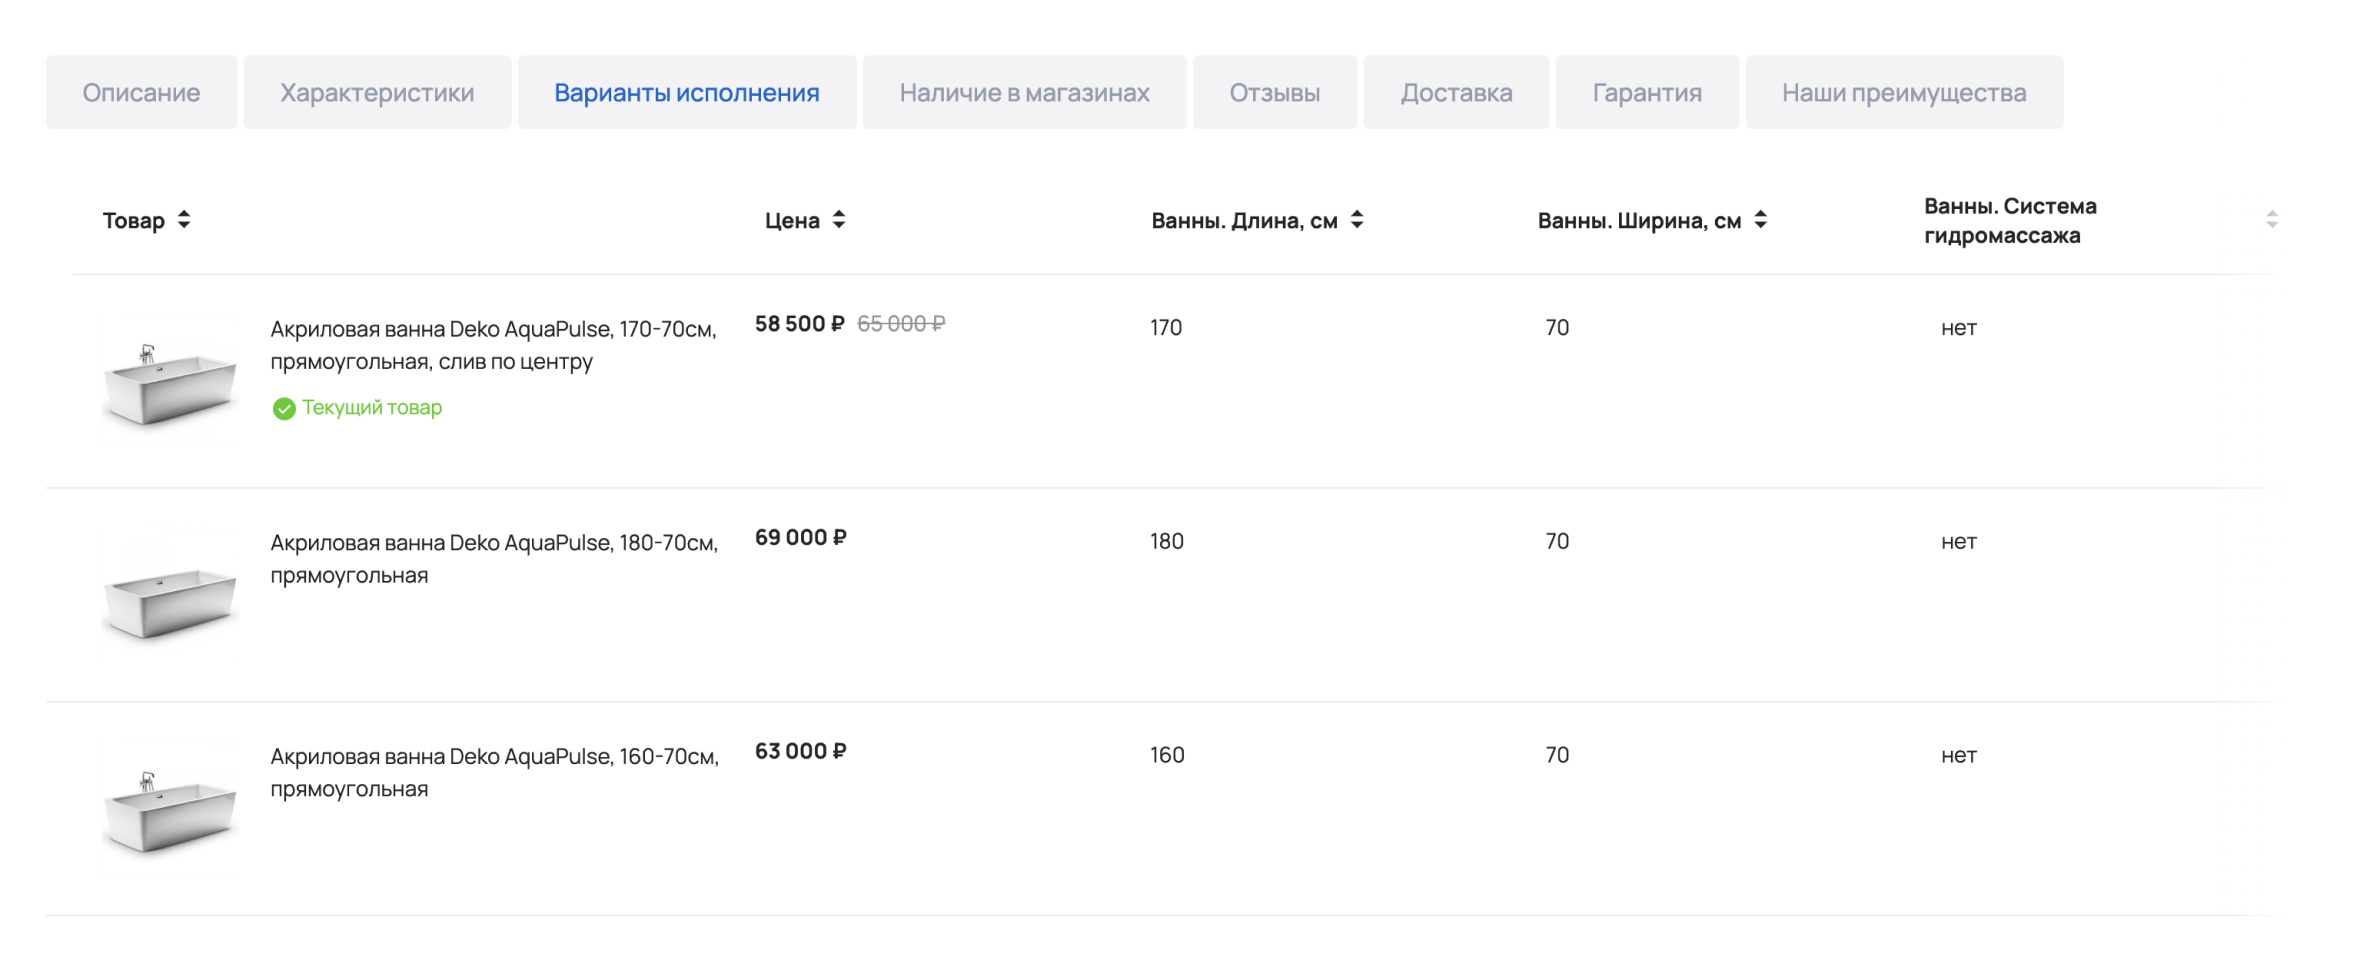 Описание Характеристики Варианты исполнения Наличие в магазинах Отзывы Доставка Гарантия Наши преимущества
Товар Цена Ванны. Длина, см Ванны. Ширина, см Ванны. Система
гидромассажа
Акриловая ванна Deko AquaPulse, 170-70см, 58 500 ₽ 65 000 ₽ 170 70 нет
прямоугольная, слив по центру
Текущий товар
Акриловая ванна Deko AquaPulse, 180-70см, 69 000 ₽ 180 70 нет
прямоугольная
Акриловая ванна Deko AquaPulse, 160-70см, 63 000 ₽ 160 70 нет
прямоугольная